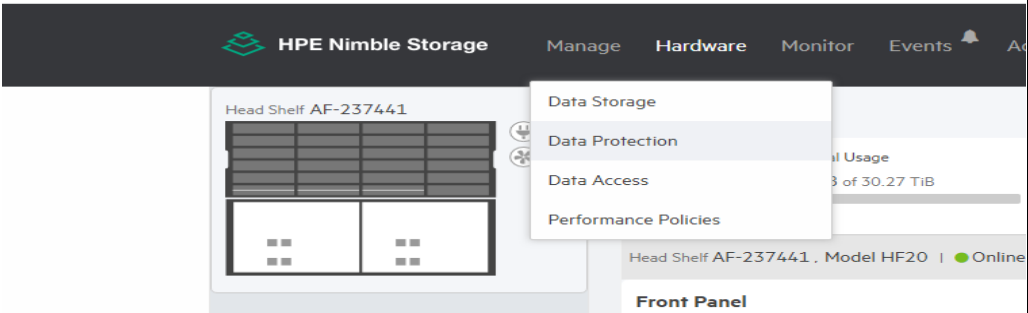 HPE Nimble Storage
Manage
Hardware
Monitor
Events
Head Shelf AF-237441
Data Storage
Data Protection
Data Access
Performance Policies
Usage
of 30.27 TiB
Head Shelf AF-237441 , Model HF20 | Online
Front Panel